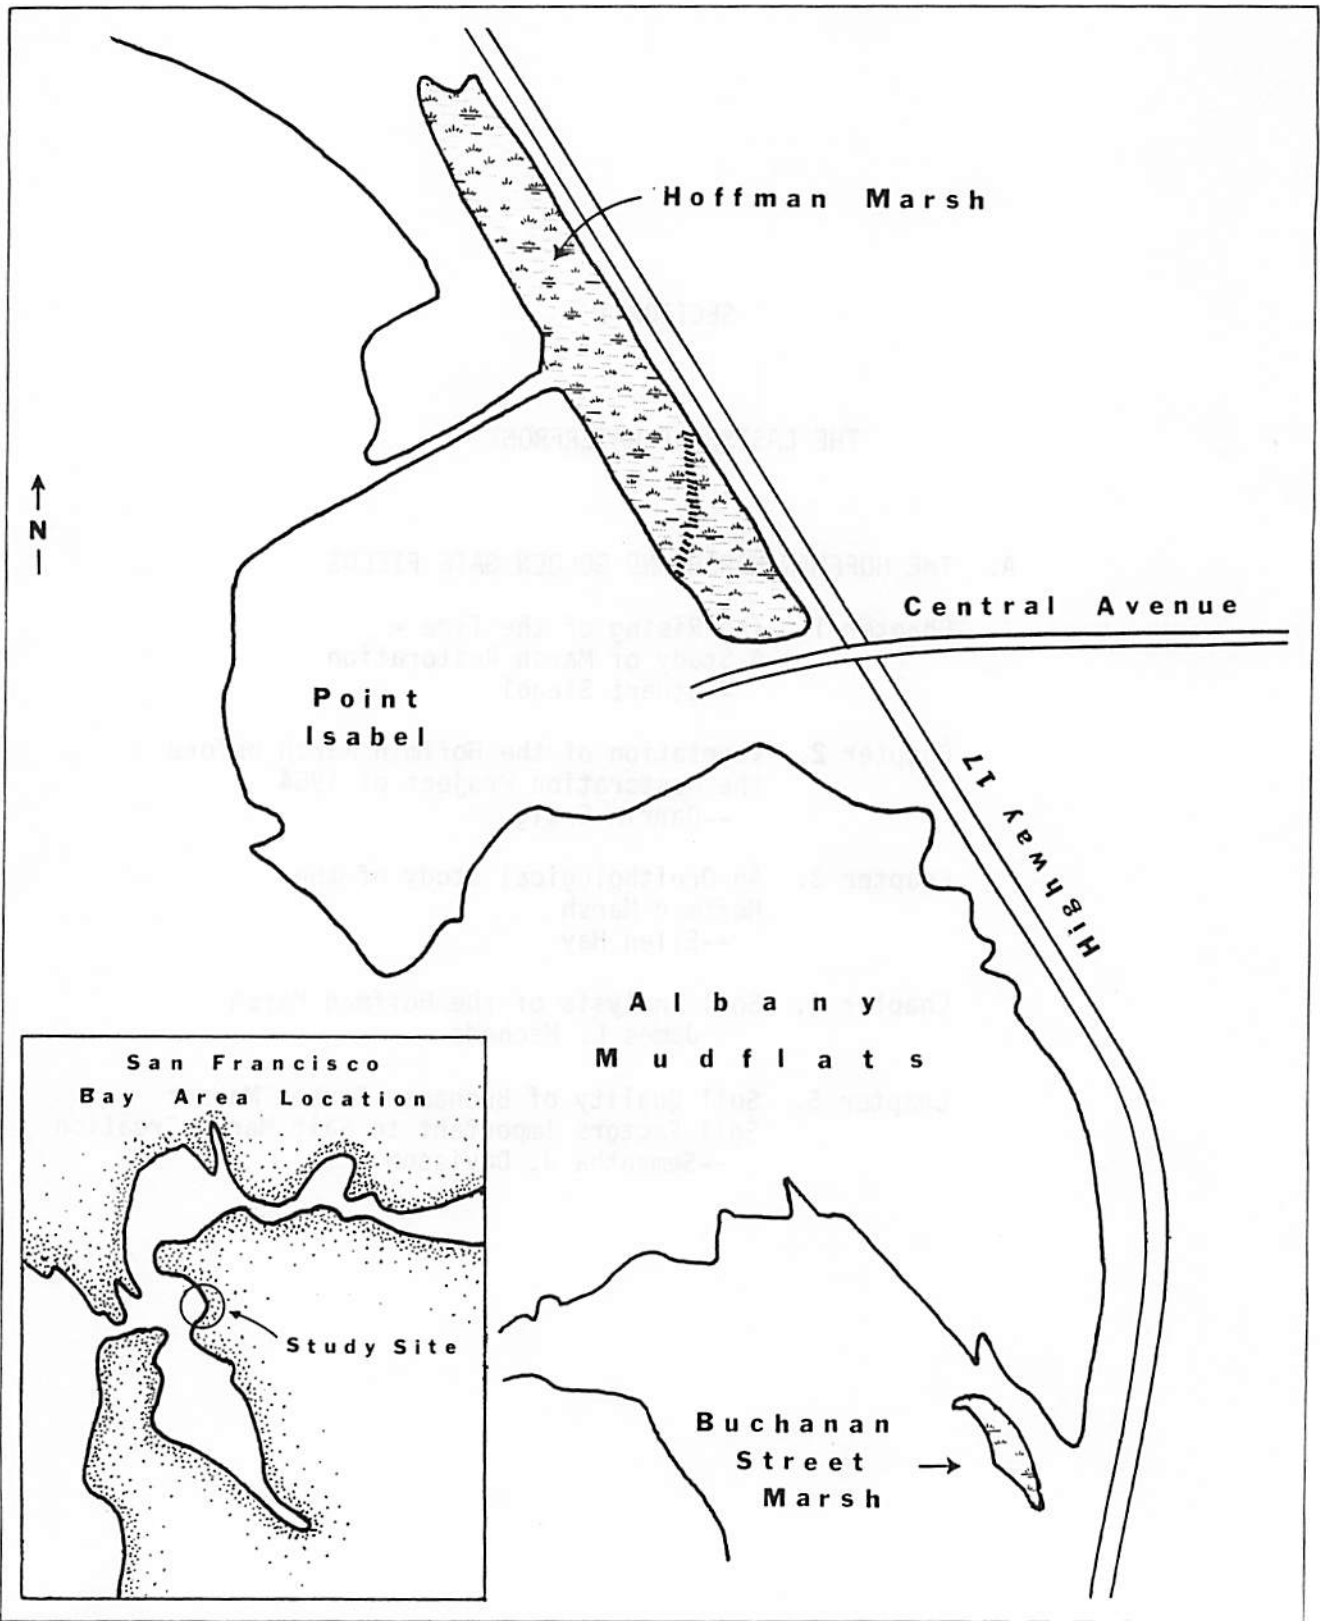 Hoffman Marsh
N
Central Avenue
Point
Isabel
Highway 17
Albany
Mudflats
San Francisco
Bay Area Location
Study Site
Buchanan
Street
Marsh